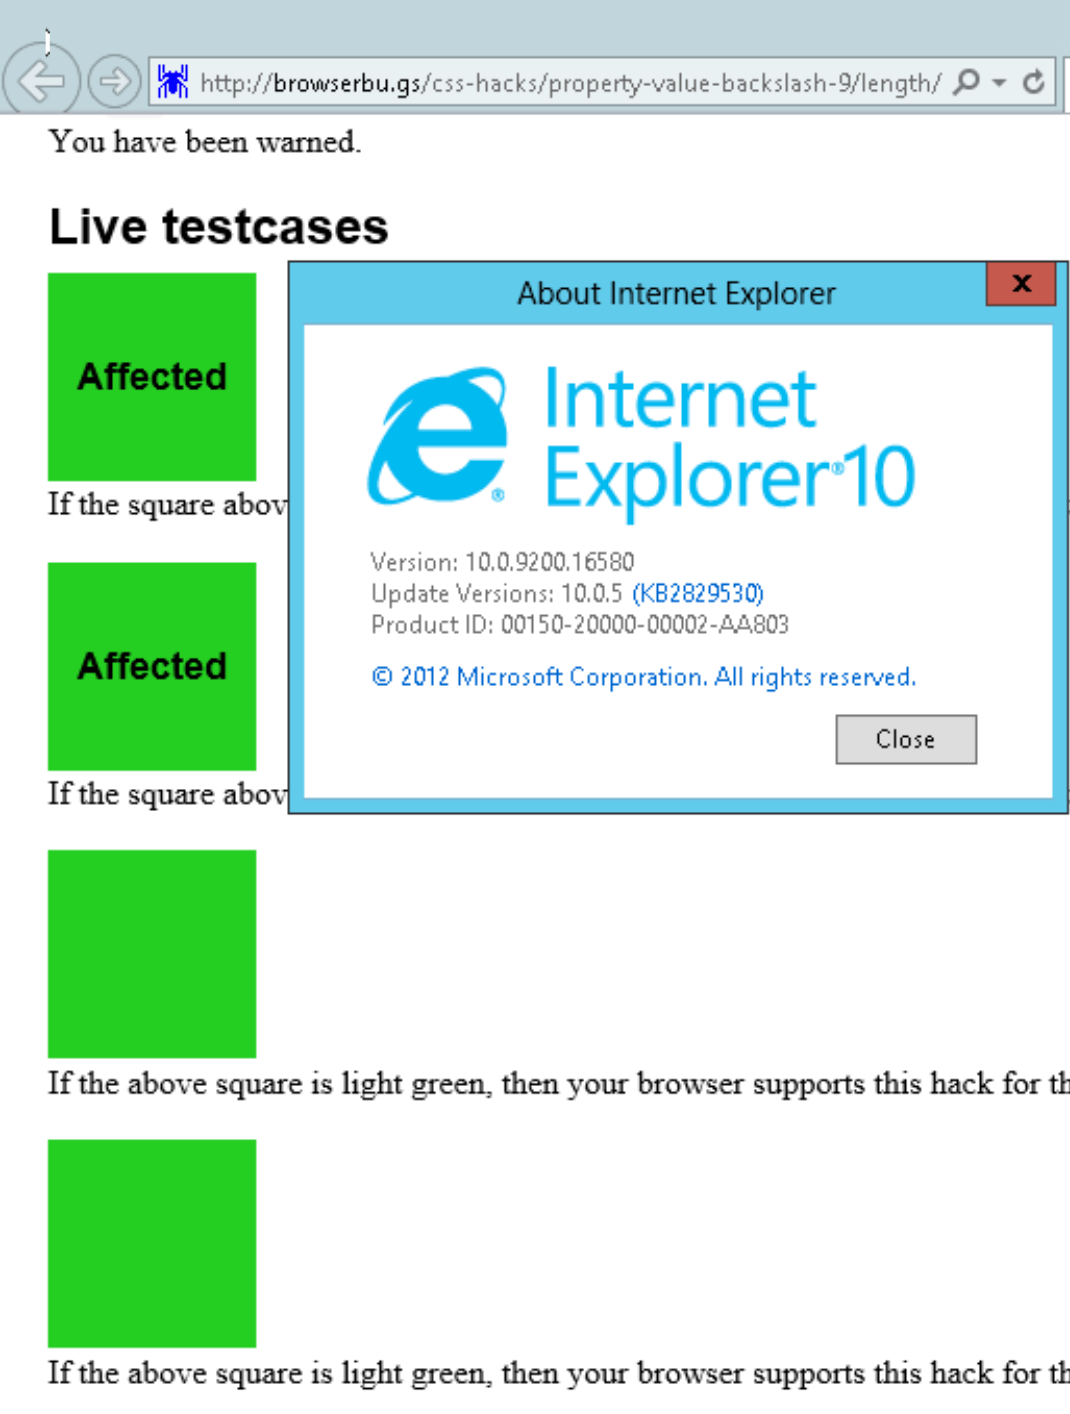 http://browserbu.gs/css-hacks/property-value-backslash-9/length/
You have been warned.
Live testcases
Affected
If the square abov
About Internet Explorer
x
Internet
Explorer®10
Version: 10.0.9200.16580
Update Versions: 10.0.5 (KB2829530)
Product ID: 00150-20000-00002-AA803
© 2012 Microsoft Corporation. All rights reserved.
Close
Affected
If the square abov
If the above square is light green, then your browser supports this hack for th
If the above square is light green, then your browser supports this hack for th